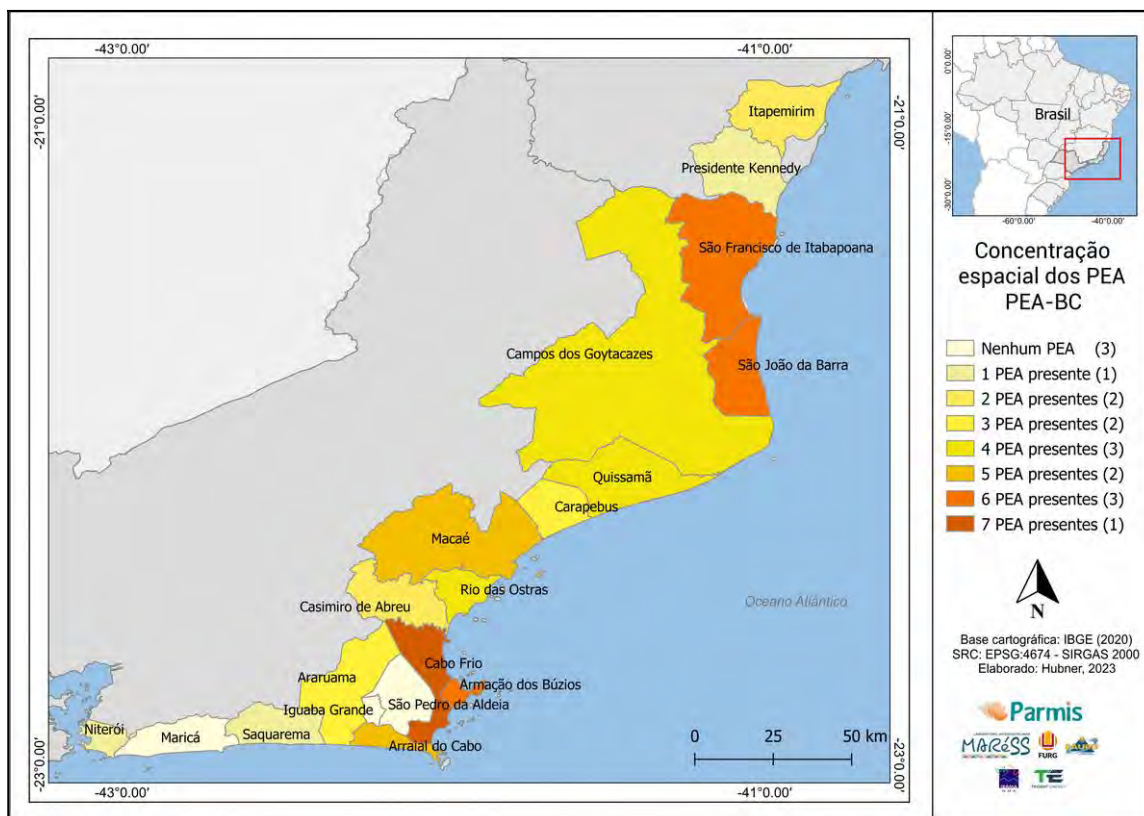 -43°0.00'
-41°0.00'
-21°0.00'
-21°0.00'
Itapemirim
Presidente Kennedy
São Francisco de Itabapoana
Campos dos Goytacazes
São João da Barra
Quissamã
Carapebus
Macaé
Rio das Ostras
Casimiro de Abreu
Oceano Atlântico
Cabo Frio
Araruama
Armação dos Búzios
São Pedro da Aldeia
Iguaba Grande
Niterói
Maricá
Saquarema
Arraial do Cabo
0 25 50 km
-23°0.00'
-23°0.00'
-43°0.00'
-41°0.00'
0°0.00'
-15°0.00'
-30°0.00'
Brasil
-60°0.00'
-40°0.00'
Concentração
espacial dos PEA
PEA-BC
Nenhum PEA (3)
1 PEA presente (1)
2 PEA presentes (2)
3 PEA presentes (2)
4 PEA presentes (3)
5 PEA presentes (2)
6 PEA presentes (3)
7 PEA presentes (1)
N
Base cartográfica: IBGE (2020)
SRC: EPSG:4674 - SIRGAS 2000
Elaborado: Hubner, 2023
Parmis
MARéSS
FURG
TE